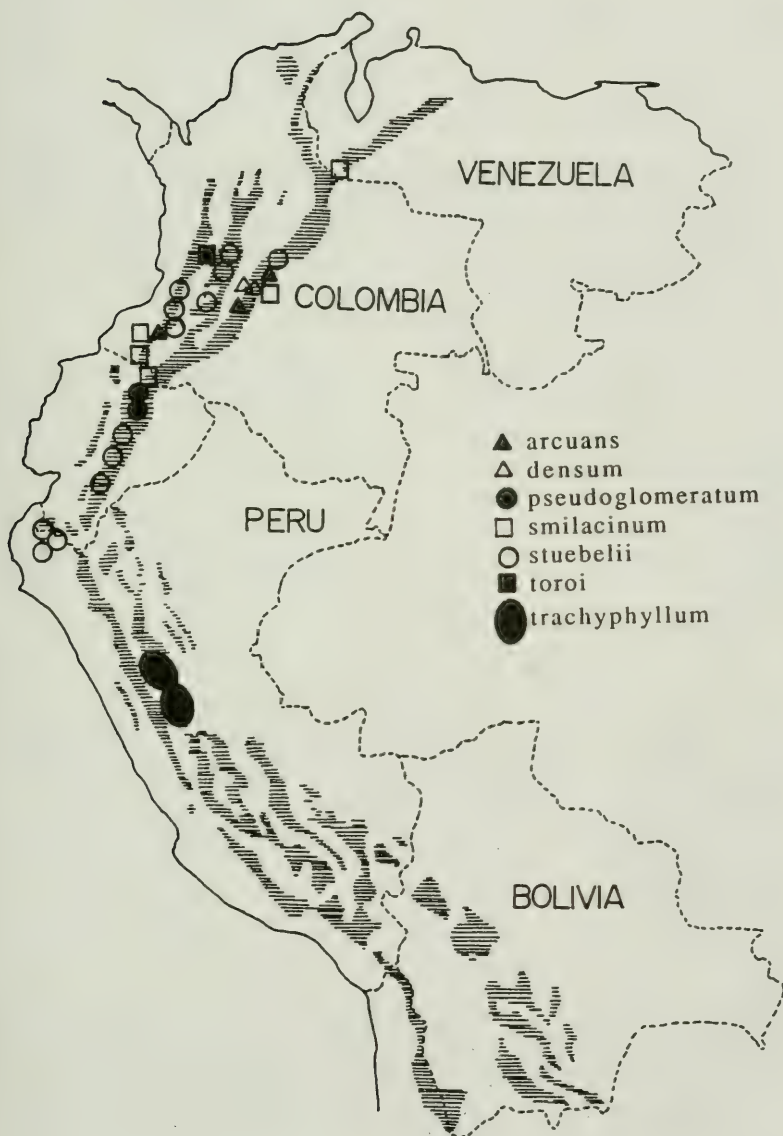 VENEZUELA
COLOMBIA
arcuans
densum
pseudoglomeratum
PERU
smilacinum
stuebelii
toroi
trachyphyllum
BOLIVIA